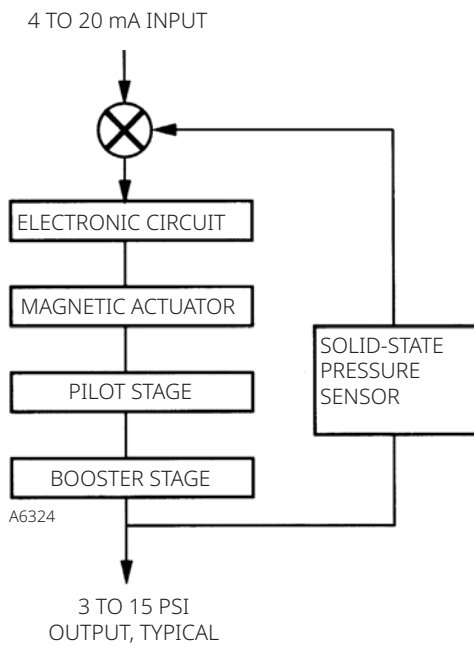 4 TO 20 mA INPUT
ELECTRONIC CIRCUIT
MAGNETIC ACTUATOR
PILOT STAGE
BOOSTER STAGE
SOLID-STATE
PRESSURE
SENSOR
A6324
3 TO 15 PSI
OUTPUT, TYPICAL